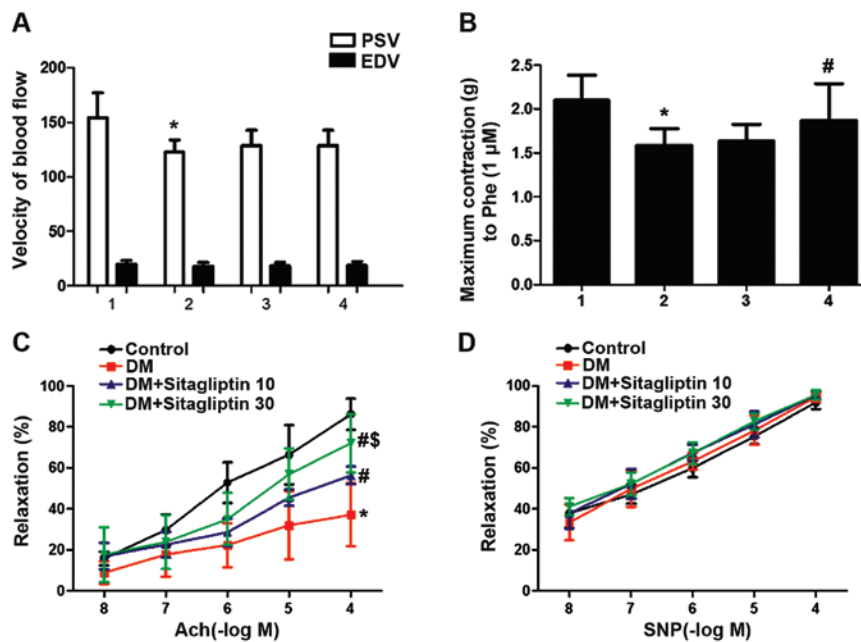 A
PSV
EDV
Velocity of blood flow
200
150
100
50
0
*
1 2 3 4
B
Maximum contraction (g)
to Phe (1 μM)
2.5
2.0
1.5
1.0
0.5
0.0
*
#
1 2 3 4
C
Control
DM
DM+Sitagliptin 10
DM+Sitagliptin 30
Relaxation (%)
100
80
60
40
20
0
#$
#
*
8 7 6 5 4
Ach(-log M)
D
Control
DM
DM+Sitagliptin 10
DM+Sitagliptin 30
Relaxation (%)
100
80
60
40
20
0
8 7 6 5 4
SNP(-log M)